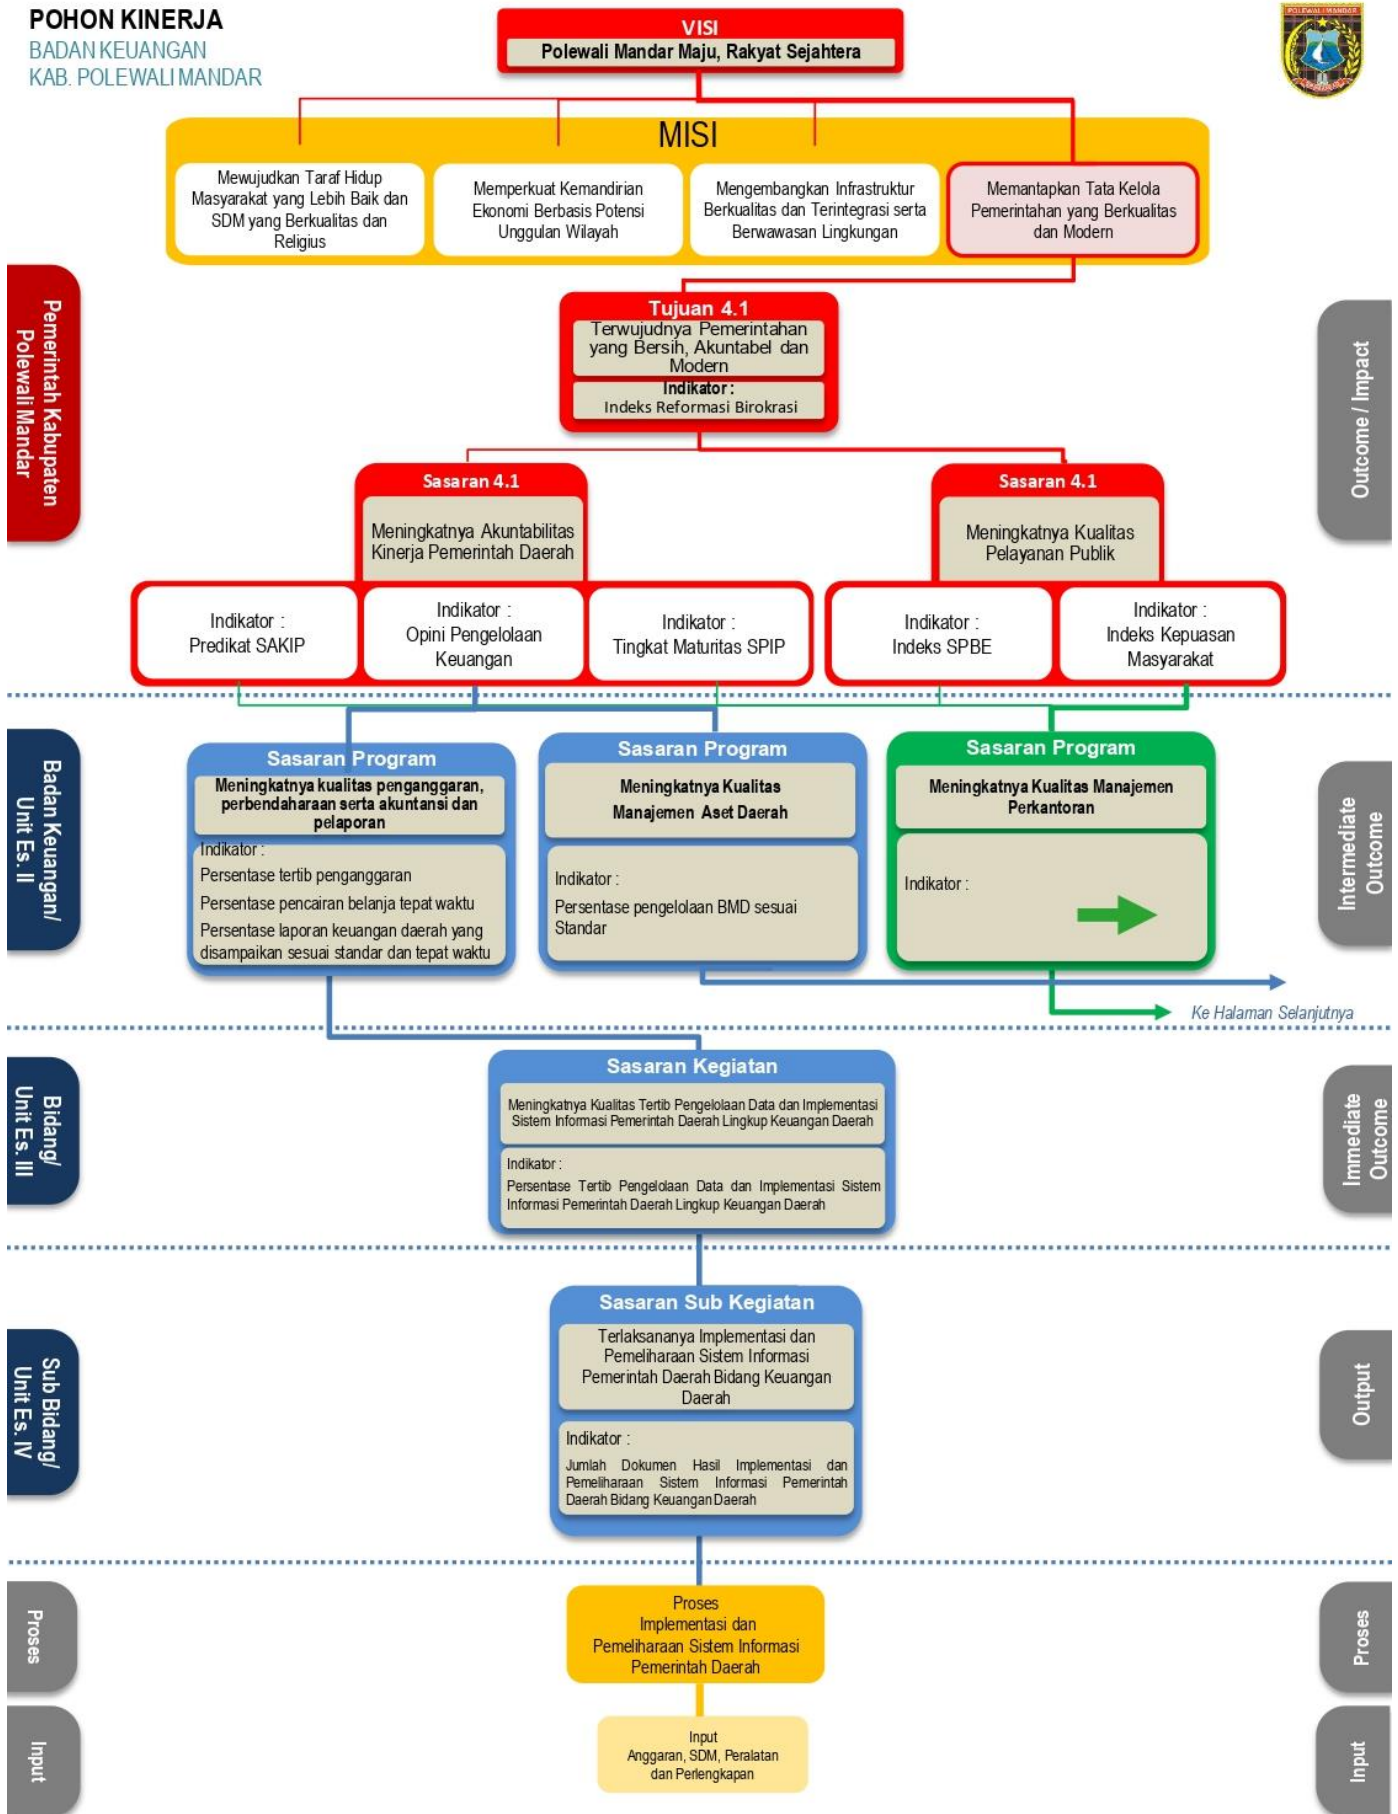 POHON KINERJA
BADAN KEUANGAN
KAB. POLEWALI MANDAR
VISI
Polewali Mandar Maju, Rakyat Sejahtera
POLEWALI MANDAR
MISI
Mewujudkan Taraf Hidup
Masyarakat yang Lebih Baik dan
SDM yang Berkualitas dan
Religius
Memperkuat Kemandirian
Ekonomi Berbasis Potensi
Unggulan Wilayah
Mengembangkan Infrastruktur
Berkualitas dan Terintegrasi serta
Berwawasan Lingkungan
Memantapkan Tata Kelola
Pemerintahan yang Berkualitas
dan Modern
Pemerintah Kabupaten
Polewali Mandar
Outcome / Impact
Tujuan 4.1
Terwujudnya Pemerintahan
yang Bersih, Akuntabel dan
Modern
Indikator :
Indeks Reformasi Birokrasi
Sasaran 4.1
Meningkatnya Akuntabilitas
Kinerja Pemerintah Daerah
Sasaran 4.1
Meningkatnya Kualitas
Pelayanan Publik
Indikator :
Predikat SAKIP
Indikator :
Opini Pengelolaan
Keuangan
Indikator :
Tingkat Maturitas SPIP
Indikator :
Indeks SPBE
Indikator :
Indeks Kepuasan
Masyarakat
Badan Keuangan/
Unit Es. II
Intermediate
Outcome
Sasaran Program
Meningkatnya kualitas penganggaran,
perbendaharaan serta akuntansi dan
pelaporan
Indikator :
Persentase tertib penganggaran
Persentase pencairan belanja tepat waktu
Persentase laporan keuangan daerah yang
disampaikan sesuai standar dan tepat waktu
Sasaran Program
Meningkatnya Kualitas
Manajemen Aset Daerah
Indikator :
Persentase pengelolaan BMD sesuai
Standar
Sasaran Program
Meningkatnya Kualitas Manajemen
Perkantoran
Indikator :
Ke Halaman Selanjutnya
Bidang/
Unit Es. III
Immediate
Outcome
Sasaran Kegiatan
Meningkatnya Kualitas Tertib Pengelolaan Data dan Implementasi
Sistem Informasi Pemerintah Daerah Lingkup Keuangan Daerah
Indikator :
Persentase Tertib Pengelolaan Data dan Implementasi Sistem
Informasi Pemerintah Daerah Lingkup Keuangan Daerah
Sub Bidang/
Unit Es. IV
Output
Sasaran Sub Kegiatan
Terlaksananya Implementasi dan
Pemeliharaan Sistem Informasi
Pemerintah Daerah Bidang Keuangan
Daerah
Indikator :
Jumlah Dokumen Hasil Implementasi dan
Pemeliharaan Sistem Informasi Pemerintah
Daerah Bidang Keuangan Daerah
Proses
Proses
Proses
Implementasi dan
Pemeliharaan Sistem Informasi
Pemerintah Daerah
Input
Input
Input
Anggaran, SDM, Peralatan
dan Perlengkapan